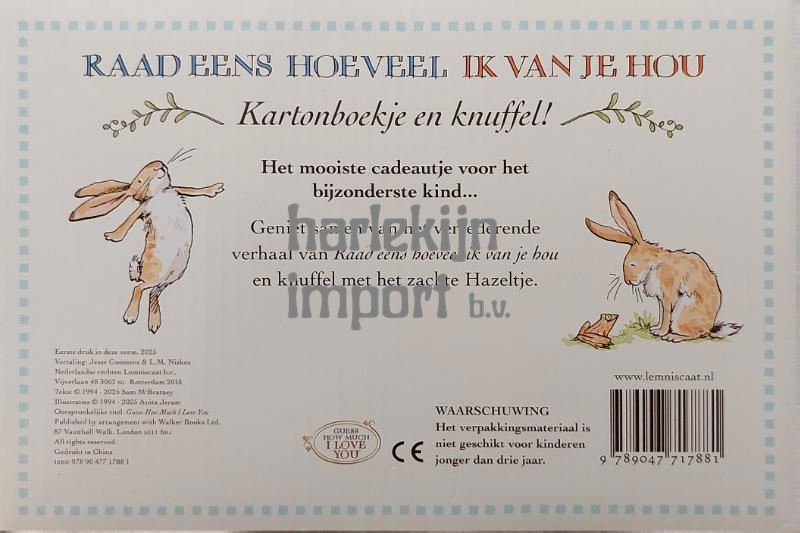 RAAD EENS HOEVEEL IK VAN JE HOU
Kartonboekje en knuffel!
Het mooiste cadeautje voor het
bijzonderste kind...
Geniet samen van het vertederende
verhaal van Raad eens hoeveel ik van je hou
en knuffel met het zachte Hazeltje.
harlekijn
import b.v.
Eerste druk in deze vorm, 2025
Vertaling: Jesse Goossens & L.M. Niskos
Nederlandse rechten Lemniscaat b.v.,
Vijverlaan 48 3062 HL Rotterdam 2015
Tekst © 1994 - 2025 Sam McBratney
Illustraties © 1994 - 2025 Anita Jeram
Oorspronkelijke titel: Guess How Much I Love You
Published by arrangement with Walker Books Ltd,
87 Vauxhall Walk, London SE11 5HJ
All rights reserved.
Gedrukt in China
ISBN 978 90 477 1788 1
GUESS
HOW MUCH
I LOVE
YOU
CE
WAARSCHUWING
Het verpakkingsmateriaal is
niet geschikt voor kinderen
jonger dan drie jaar.
www.lemniscaat.nl
9 789047 717881